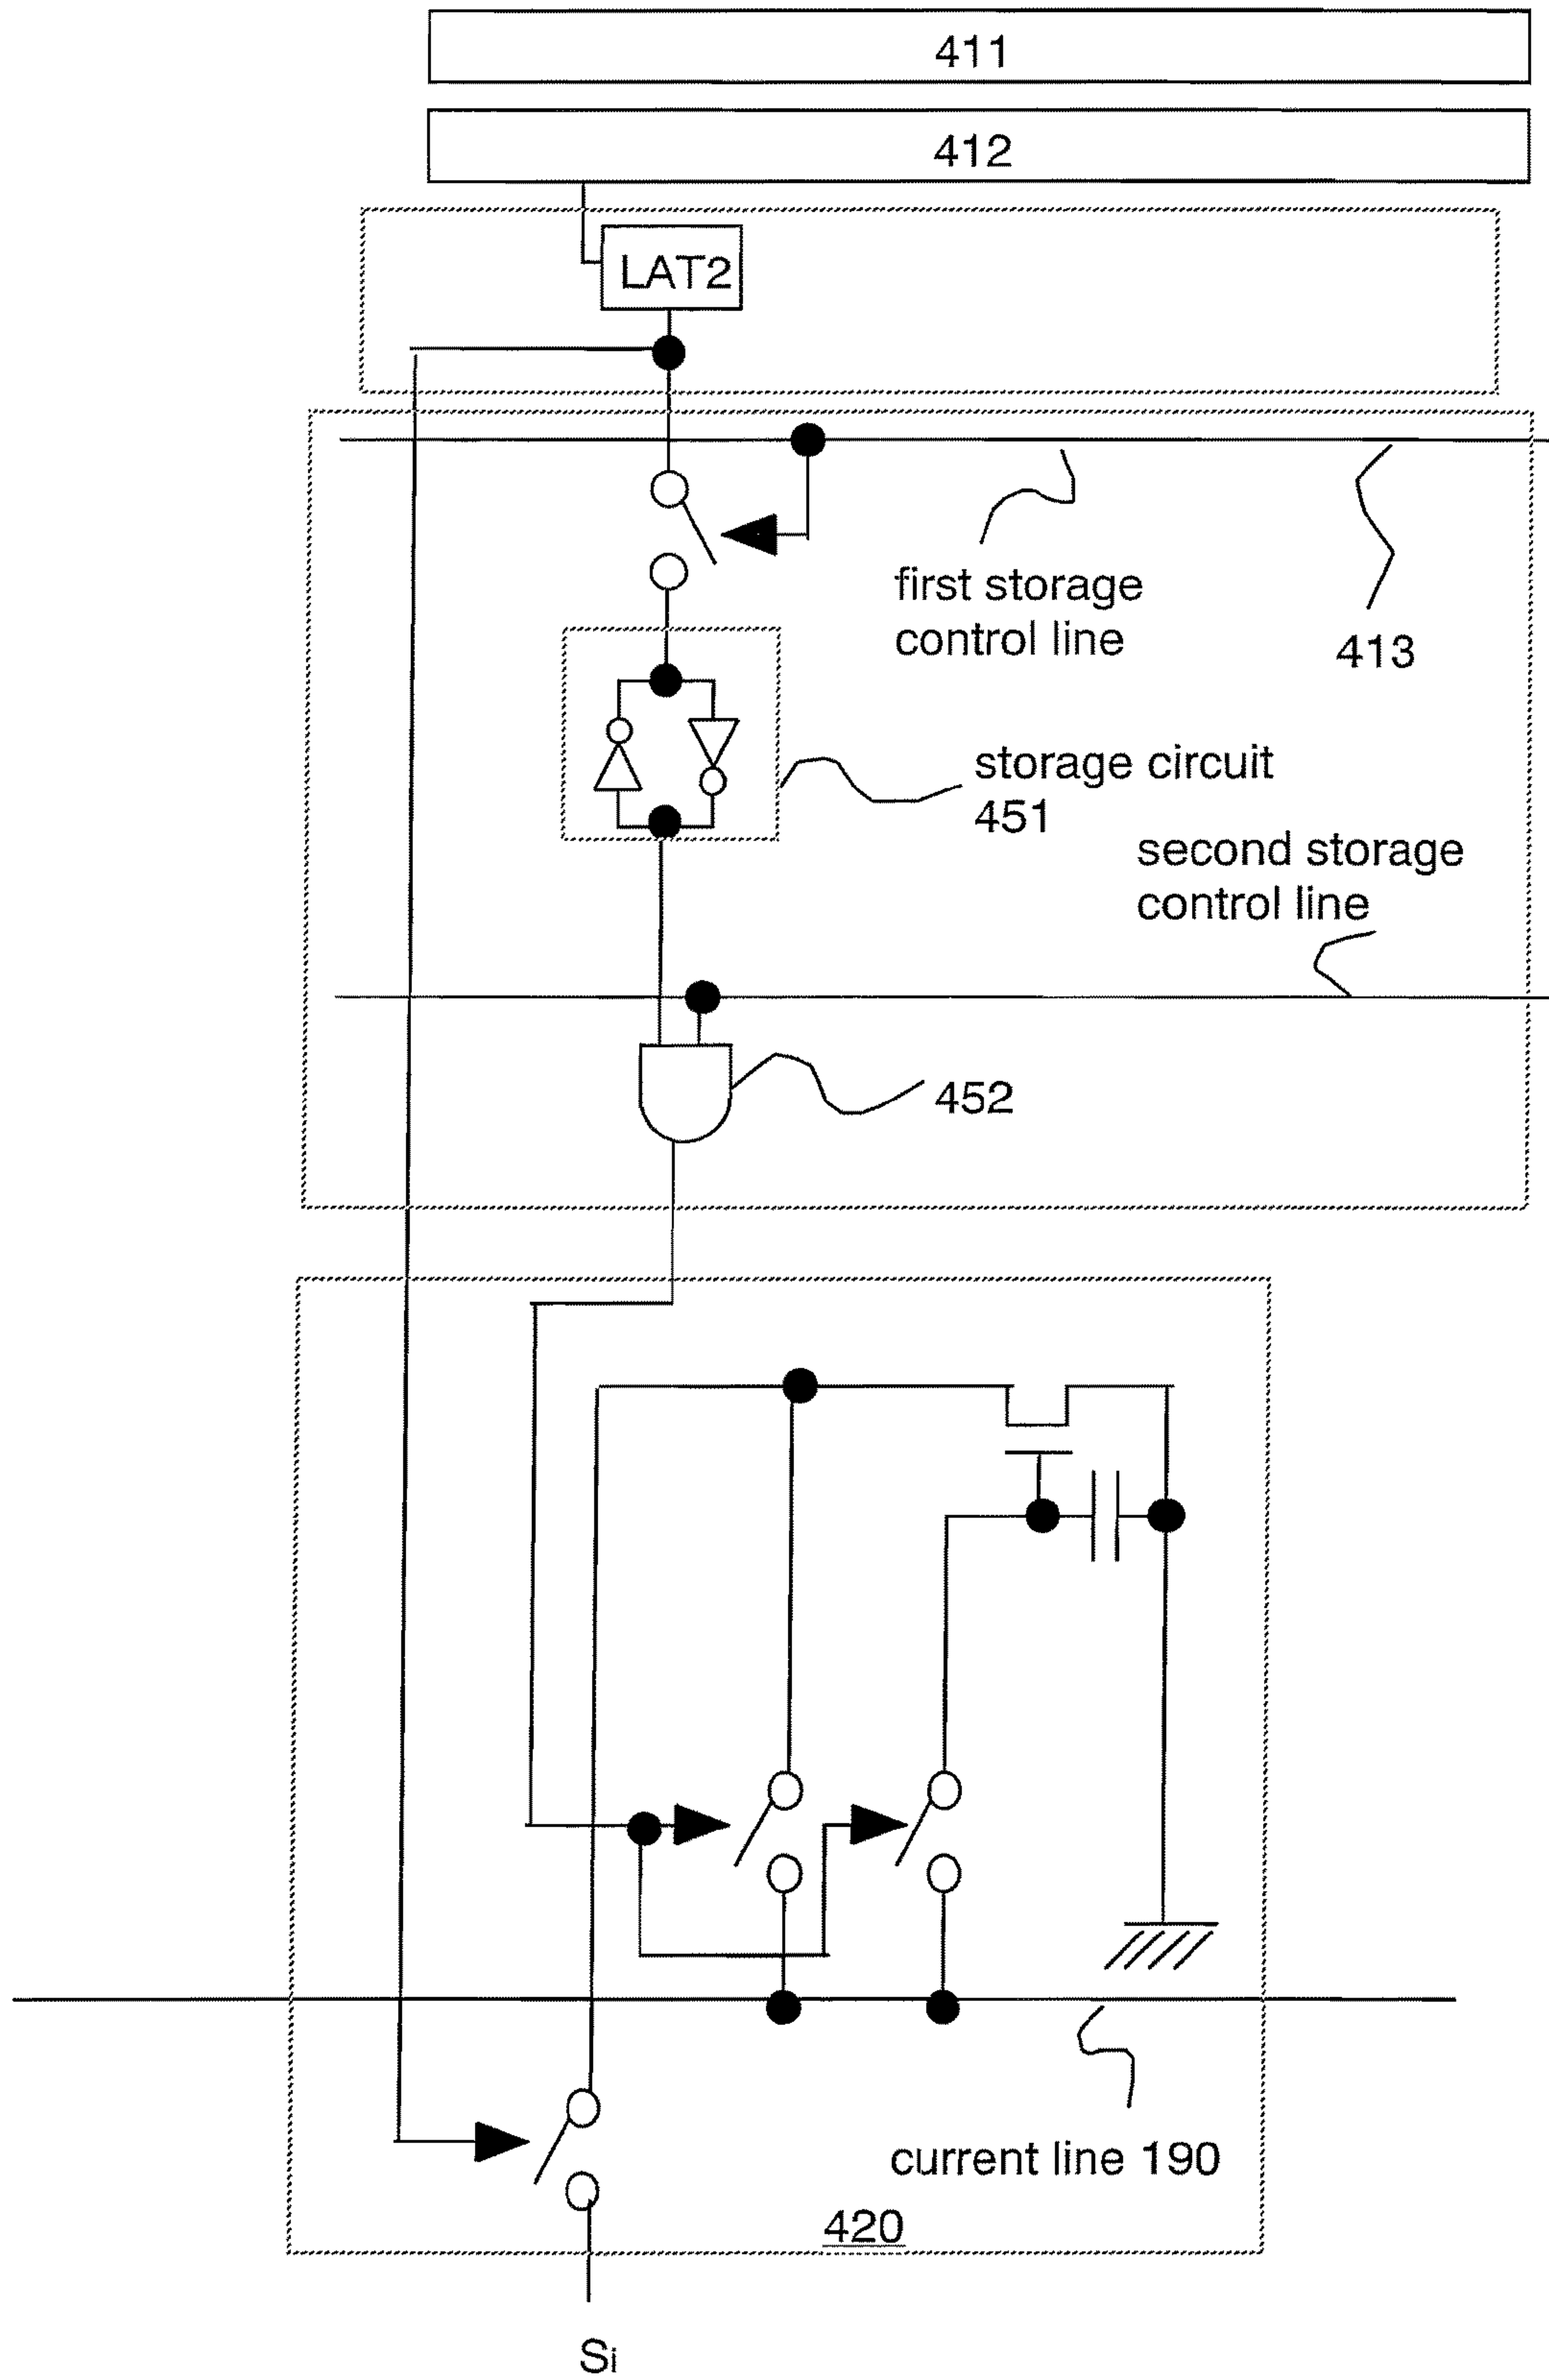 411
412
LAT2
first storage
control line
413
storage circuit
451
second storage
control line
452
current line 190
420
Si